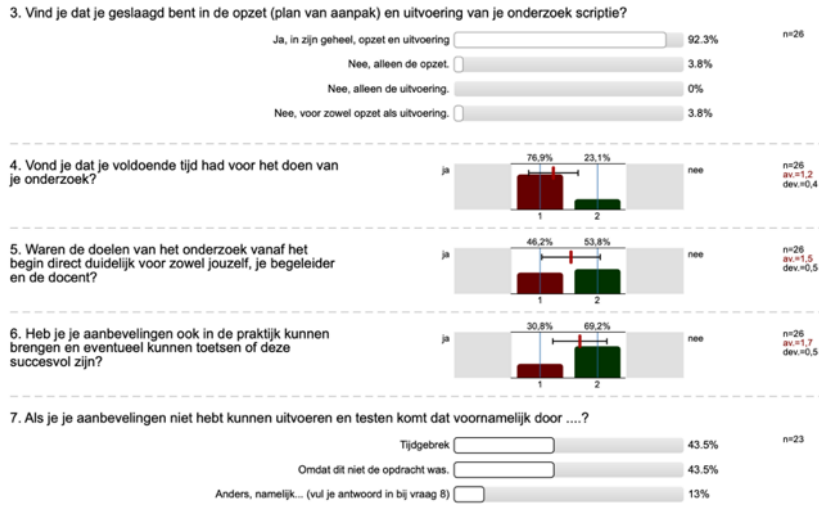 3. Vind je dat je geslaagd bent in de opzet (plan van aanpak) en uitvoering van je onderzoek scriptie?
Ja, in zijn geheel, opzet en uitvoering 92.3% n=26
Nee, alleen de opzet. 3.8%
Nee, alleen de uitvoering. 0%
Nee, voor zowel opzet als uitvoering. 3.8%
4. Vond je dat je voldoende tijd had voor het doen van
je onderzoek?
ja
76,9% 23,1%
1 2
nee
n=26
av.=1,2
dev.=0,4
5. Waren de doelen van het onderzoek vanaf het
begin direct duidelijk voor zowel jouzelf, je begeleider
en de docent?
ja
46,2% 53,8%
1 2
nee
n=26
av.=1,5
dev.=0,5
6. Heb je je aanbevelingen ook in de praktijk kunnen
brengen en eventueel kunnen toetsen of deze
succesvol zijn?
ja
30,8% 69,2%
1 2
nee
n=26
av.=1,7
dev.=0,5
7. Als je je aanbevelingen niet hebt kunnen uitvoeren en testen komt dat voornamelijk door ....?
Tijdgebrek 43.5% n=23
Omdat dit niet de opdracht was. 43.5%
Anders, namelijk... (vul je antwoord in bij vraag 8) 13%